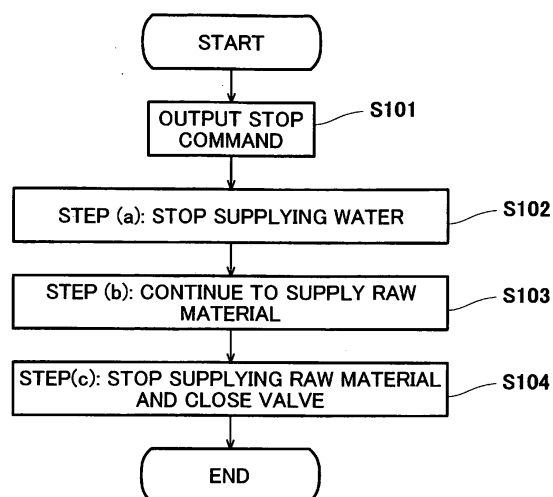 START
OUTPUT STOP
COMMAND
S101
STEP (a): STOP SUPPLYING WATER
S102
STEP (b): CONTINUE TO SUPPLY RAW
MATERIAL
S103
STEP(c): STOP SUPPLYING RAW MATERIAL
AND CLOSE VALVE
S104
END